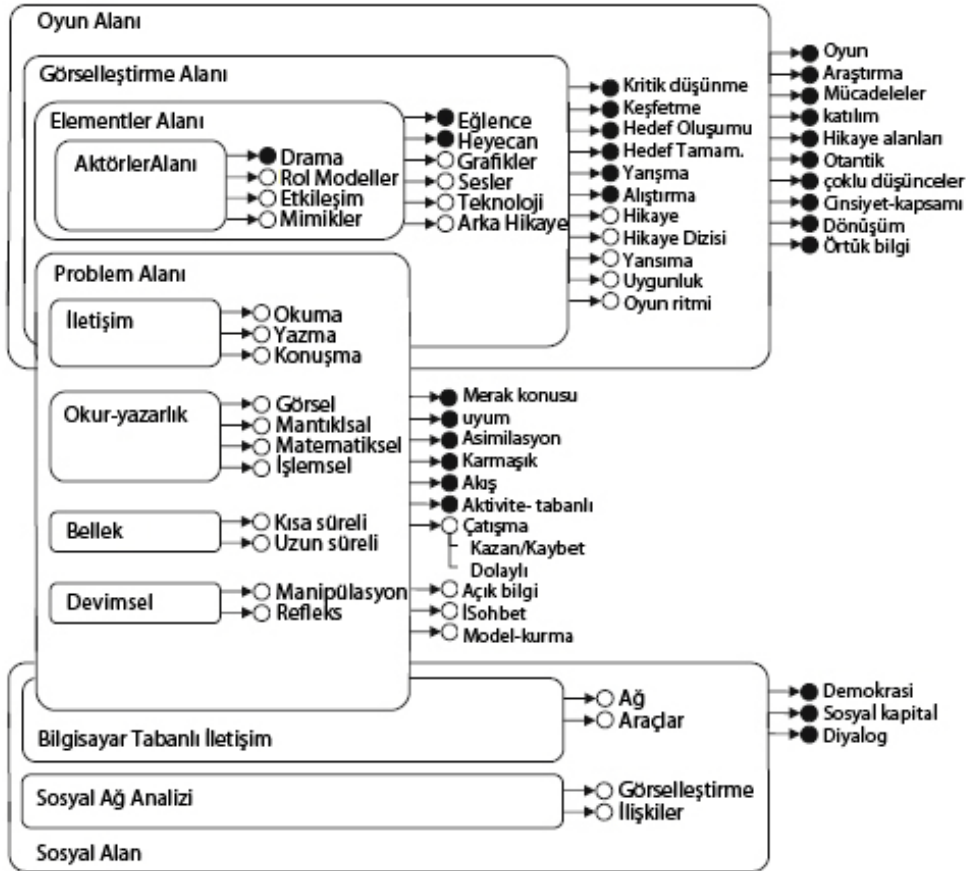 Oyun Alanı
Görselleştirme Alanı
Elementler Alanı
AktörlerAlanı
Drama
Rol Modeller
Etkileşim
Mimikler
Eğlence
Heyecan
Grafikler
Sesler
Teknoloji
Arka Hikaye
Kritik düşünme
Keşfetme
Hedef Oluşumu
Hedef Tamam.
Yarışma
Alıştırma
Hikaye
Hikaye Dizisi
Yansıma
Uygunluk
Oyun ritmi
Oyun
Araştırma
Mücadeleler
katılım
Hikaye alanları
Otantik
çoklu düşünceler
Cinsiyet-kapsamı
Dönüşüm
Örtük bilgi
Problem Alanı
İletişim
Okuma
Yazma
Konuşma
Okur-yazarlık
Görsel
Mantıklsal
Matematiksel
İşlemsel
Bellek
Kısa süreli
Uzun süreli
Devimsel
Manipülasyon
Refleks
Merak konusu
uyum
Asimilasyon
Karmaşık
Akış
Aktivite- tabanlı
Çatışma
Kazan/Kaybet
Dolaylı
Açık bilgi
İSohbet
Model-kurma
Bilgisayar Tabanlı İletişim
Ağ
Araçlar
Sosyal Ağ Analizi
Görselleştirme
İlişkiler
Sosyal Alan
Demokrasi
Sosyal kapital
Diyalog